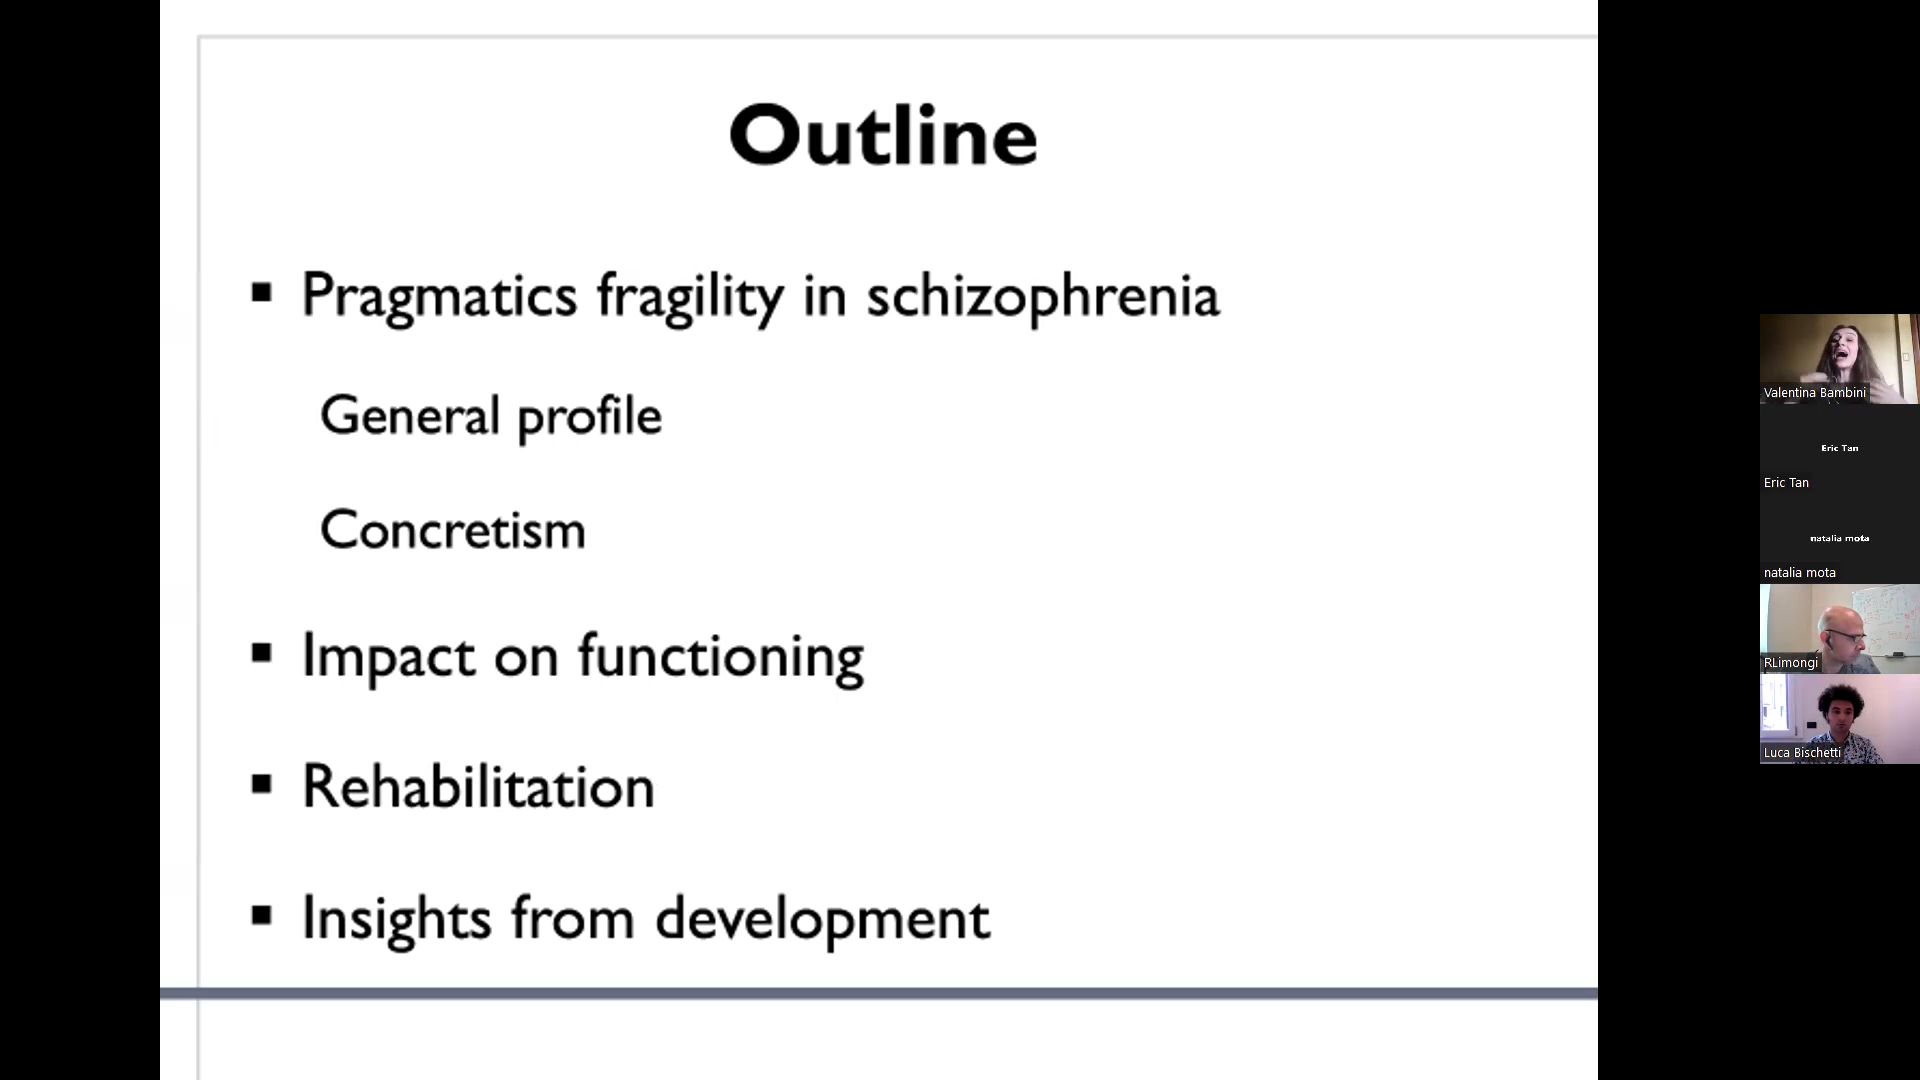 Outline
Pragmatics fragility in schizophrenia
General profile
Concretism
Impact on functioning
Rehabilitation
Insights from development
Valentina Bambini
Eric Tan
Eric Tan
natalia mota
natalia mota
RLimongi
Luca Bischetti